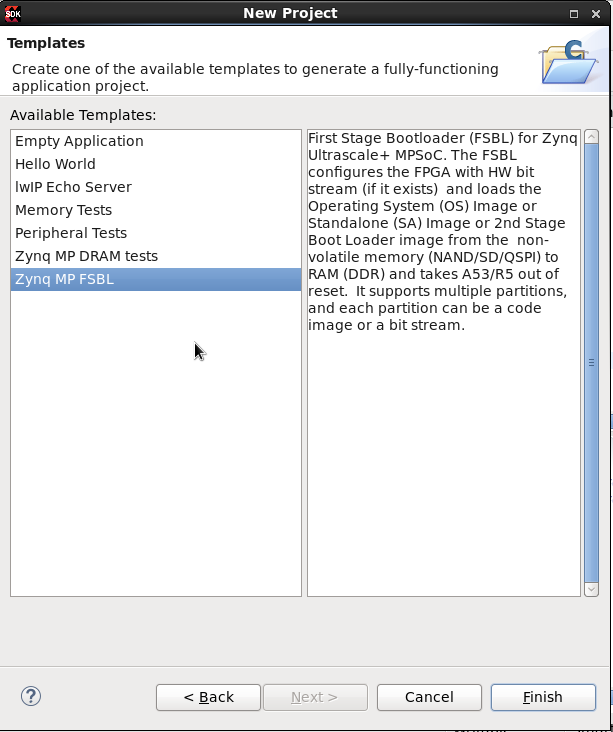 SDK
New Project
Templates
Create one of the available templates to generate a fully-functioning
application project.
C
Available Templates:
Empty Application
Hello World
lwIP Echo Server
Memory Tests
Peripheral Tests
Zynq MP DRAM tests
Zynq MP FSBL
First Stage Bootloader (FSBL) for Zynq
Ultrascale+ MPSoC. The FSBL
configures the FPGA with HW bit
stream (if it exists)  and loads the
Operating System (OS) Image or
Standalone (SA) Image or 2nd Stage
Boot Loader image from the  non-
volatile memory (NAND/SD/QSPI) to
RAM (DDR) and takes A53/R5 out of
reset.  It supports multiple partitions,
and each partition can be a code
image or a bit stream.
?
< Back
Next >
Cancel
Finish